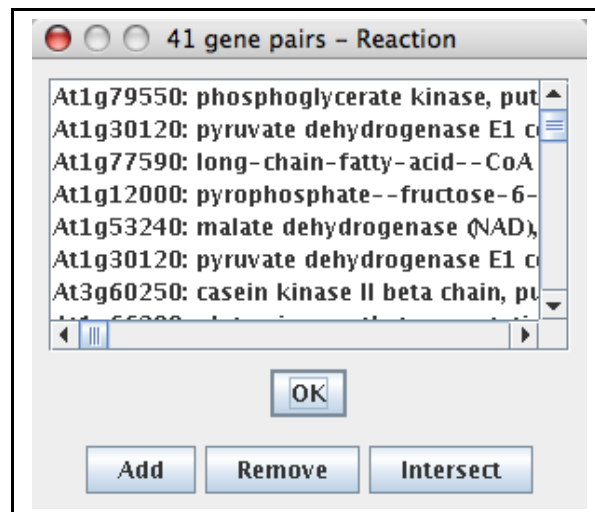 41 gene pairs – Reaction
At1g79550: phosphoglycerate kinase, put
At1g30120: pyruvate dehydrogenase E1 c
At1g77590: long-chain-fatty-acid--CoA
At1g12000: pyrophosphate--fructose-6-
At1g53240: malate dehydrogenase (NAD),
At1g30120: pyruvate dehydrogenase E1 c
At3g60250: casein kinase II beta chain, pu
OK
Add Remove Intersect